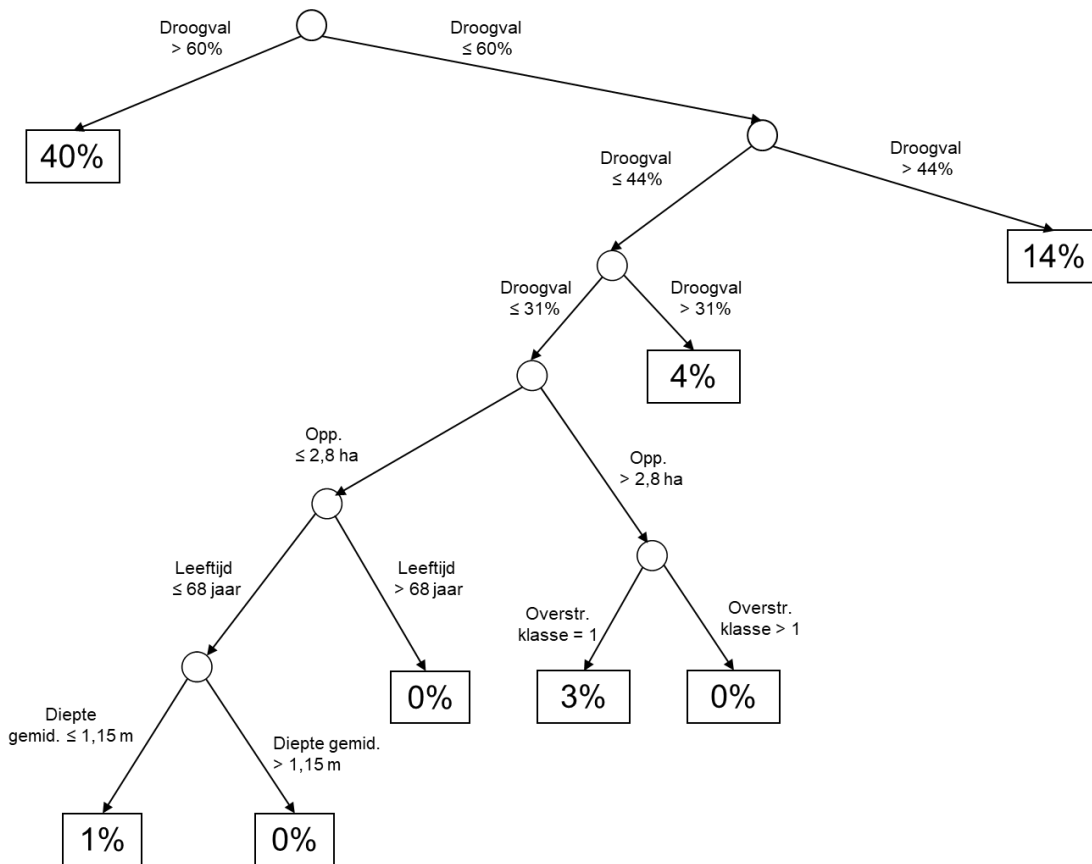 Droogval
> 60%
Droogval
≤ 60%
40%
Droogval
≤ 44%
Droogval
> 44%
14%
Droogval
≤ 31%
Droogval
> 31%
4%
Opp.
≤ 2,8 ha
Opp.
> 2,8 ha
Leeftijd
≤ 68 jaar
Leeftijd
> 68 jaar
Overstr.
klasse = 1
Overstr.
klasse > 1
0%
3%
0%
Diepte
gemid. ≤ 1,15 m
Diepte gemid.
> 1,15 m
1%
0%